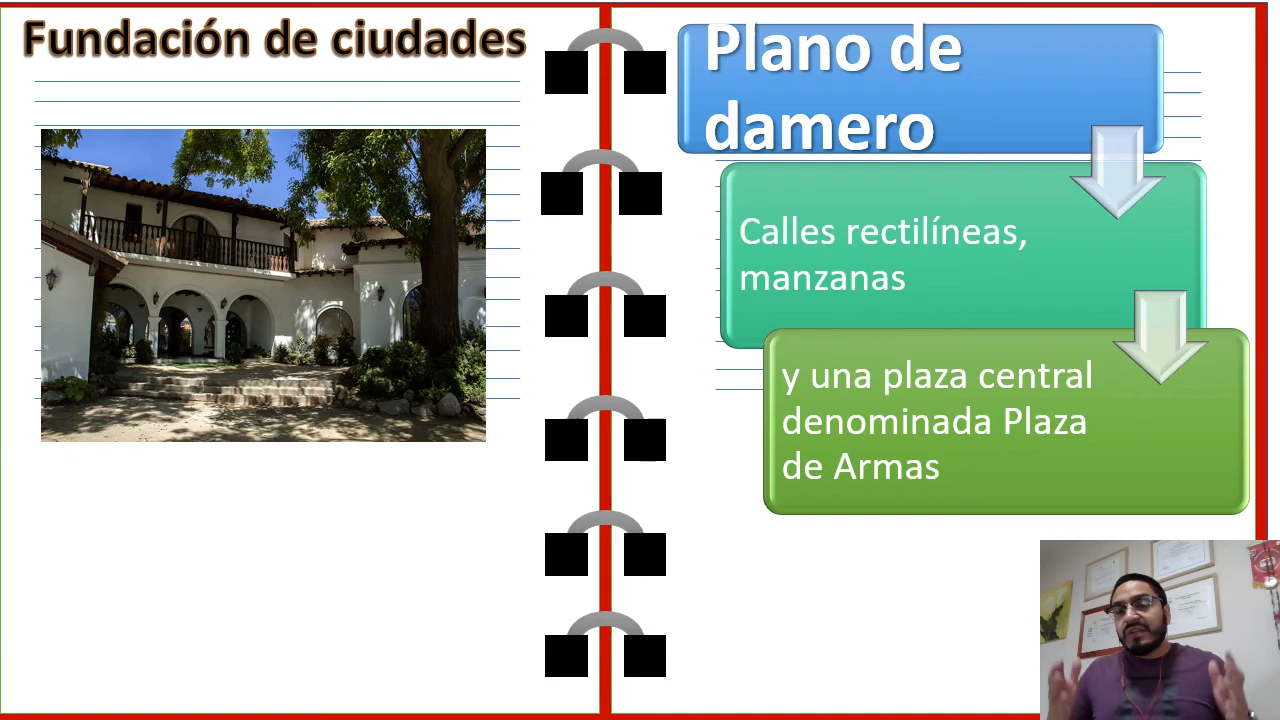 Fundación de ciudades
Plano de
damero
Calles rectilíneas,
manzanas
y una plaza central
denominada Plaza
de Armas